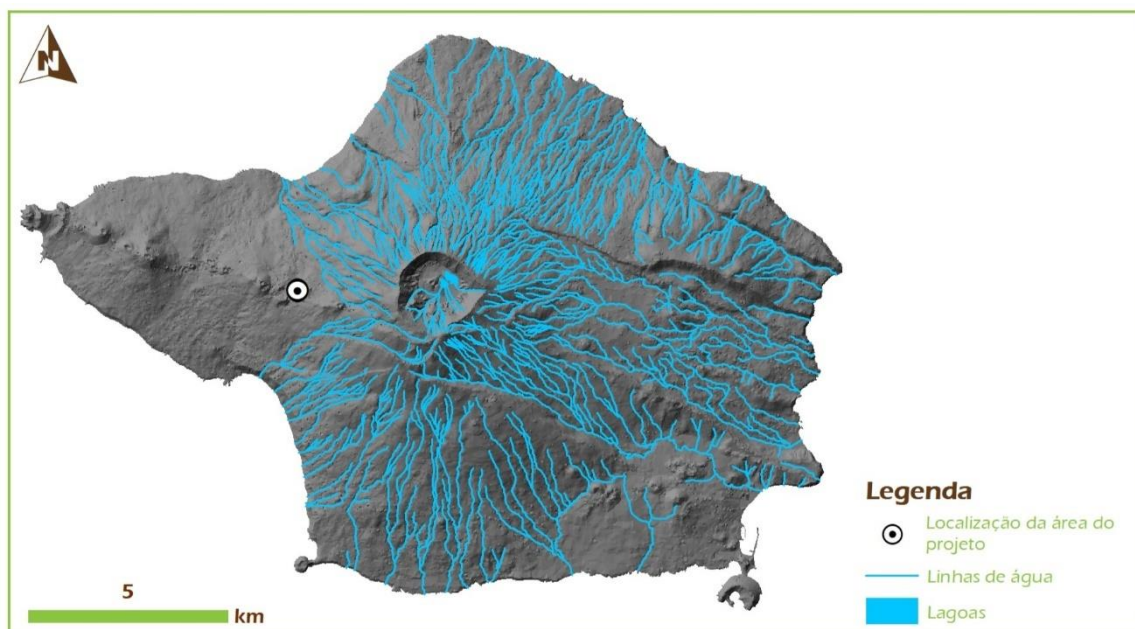 N
Legenda
Localização da área do
projeto
Linhas de água
Lagoas
5
km